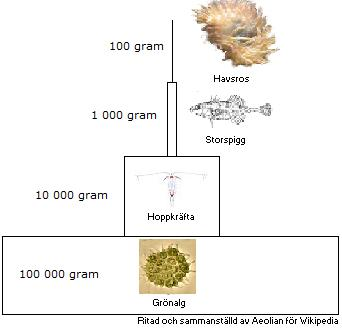 100 gram
Havsros
1 000 gram
Storspigg
10 000 gram
Hoppkräfta
100 000 gram
Grönalg
Ritad och sammanställd av Aeolian för Wikipedia